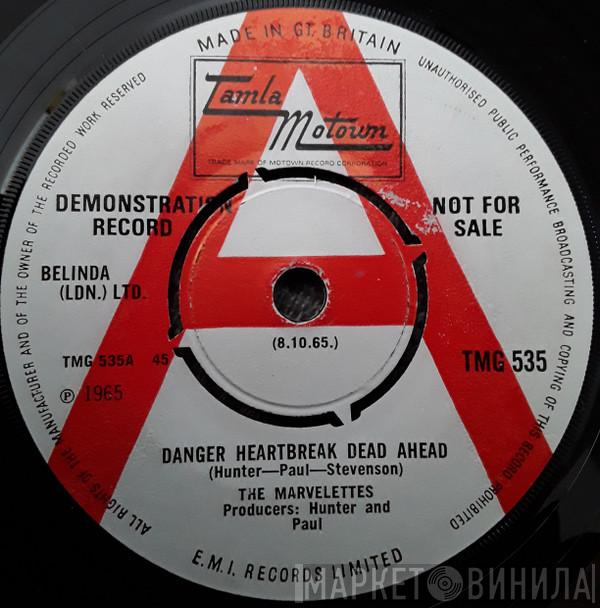 MADE IN GT. BRITAIN
UNAUTHORISED PUBLIC PERFORMANCE BROADCASTING AND COPYING OF THIS RECORD PROHIBITED
ALL RIGHTS OF THE MANUFACTURER AND OF THE OWNER OF THE RECORDED WORK RESERVED
Tamla
Motown
TRADE MARK OF MOTOWN RECORD CORPORATION
A
DEMONSTRATION
RECORD
NOT FOR
SALE
BELINDA
(LDN.) LTD.
(8.10.65.)
TMG 535A 45
TMG 535
℗ 1965
DANGER HEARTBREAK DEAD AHEAD
(Hunter—Paul—Stevenson)
THE MARVELETTES
Producers: Hunter and
Paul
E.M.I. RECORDS LIMITED
МАРКЕТ ВИНИЛА